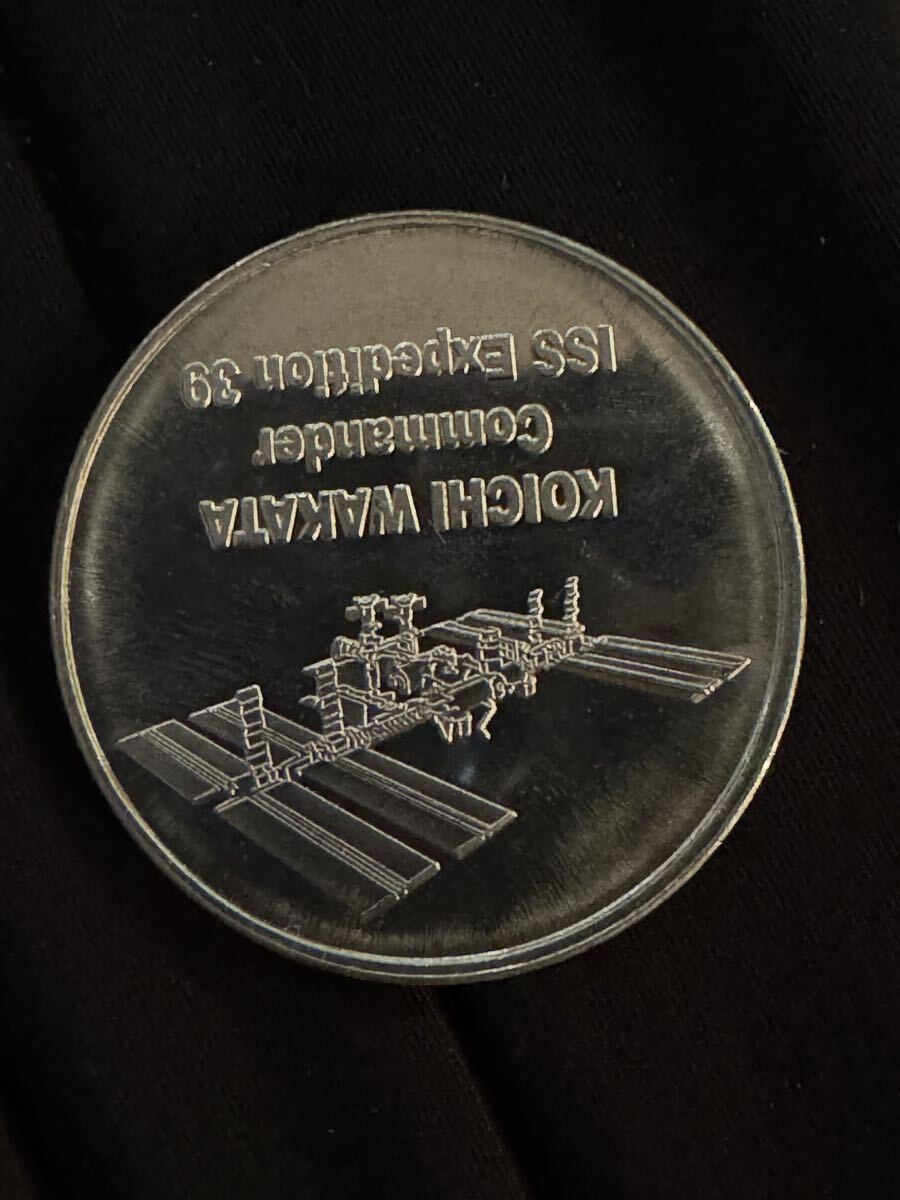 KOICHI WAKATA
Commander
ISS Expedition 39